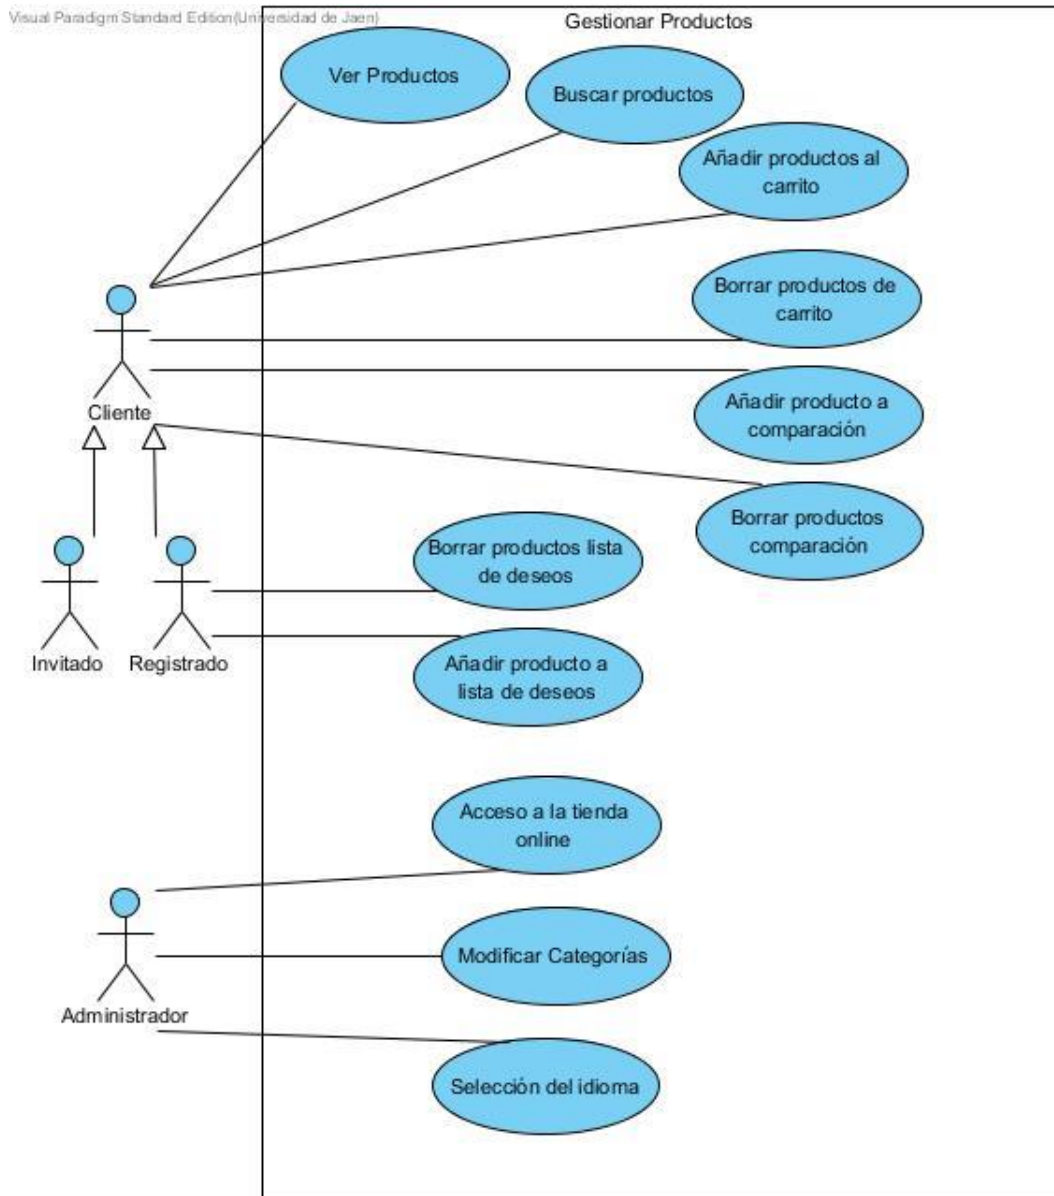 Visual Paradigm Standard Edition(Universidad de Jaen)
Gestionar Productos
Ver Productos
Buscar productos
Añadir productos al
carrito
Borrar productos de
carrito
Cliente
Añadir producto a
comparación
Borrar productos
comparación
Borrar productos lista
de deseos
Invitado
Registrado
Añadir producto a
lista de deseos
Acceso a la tienda
online
Modificar Categorías
Administrador
Selección del idioma